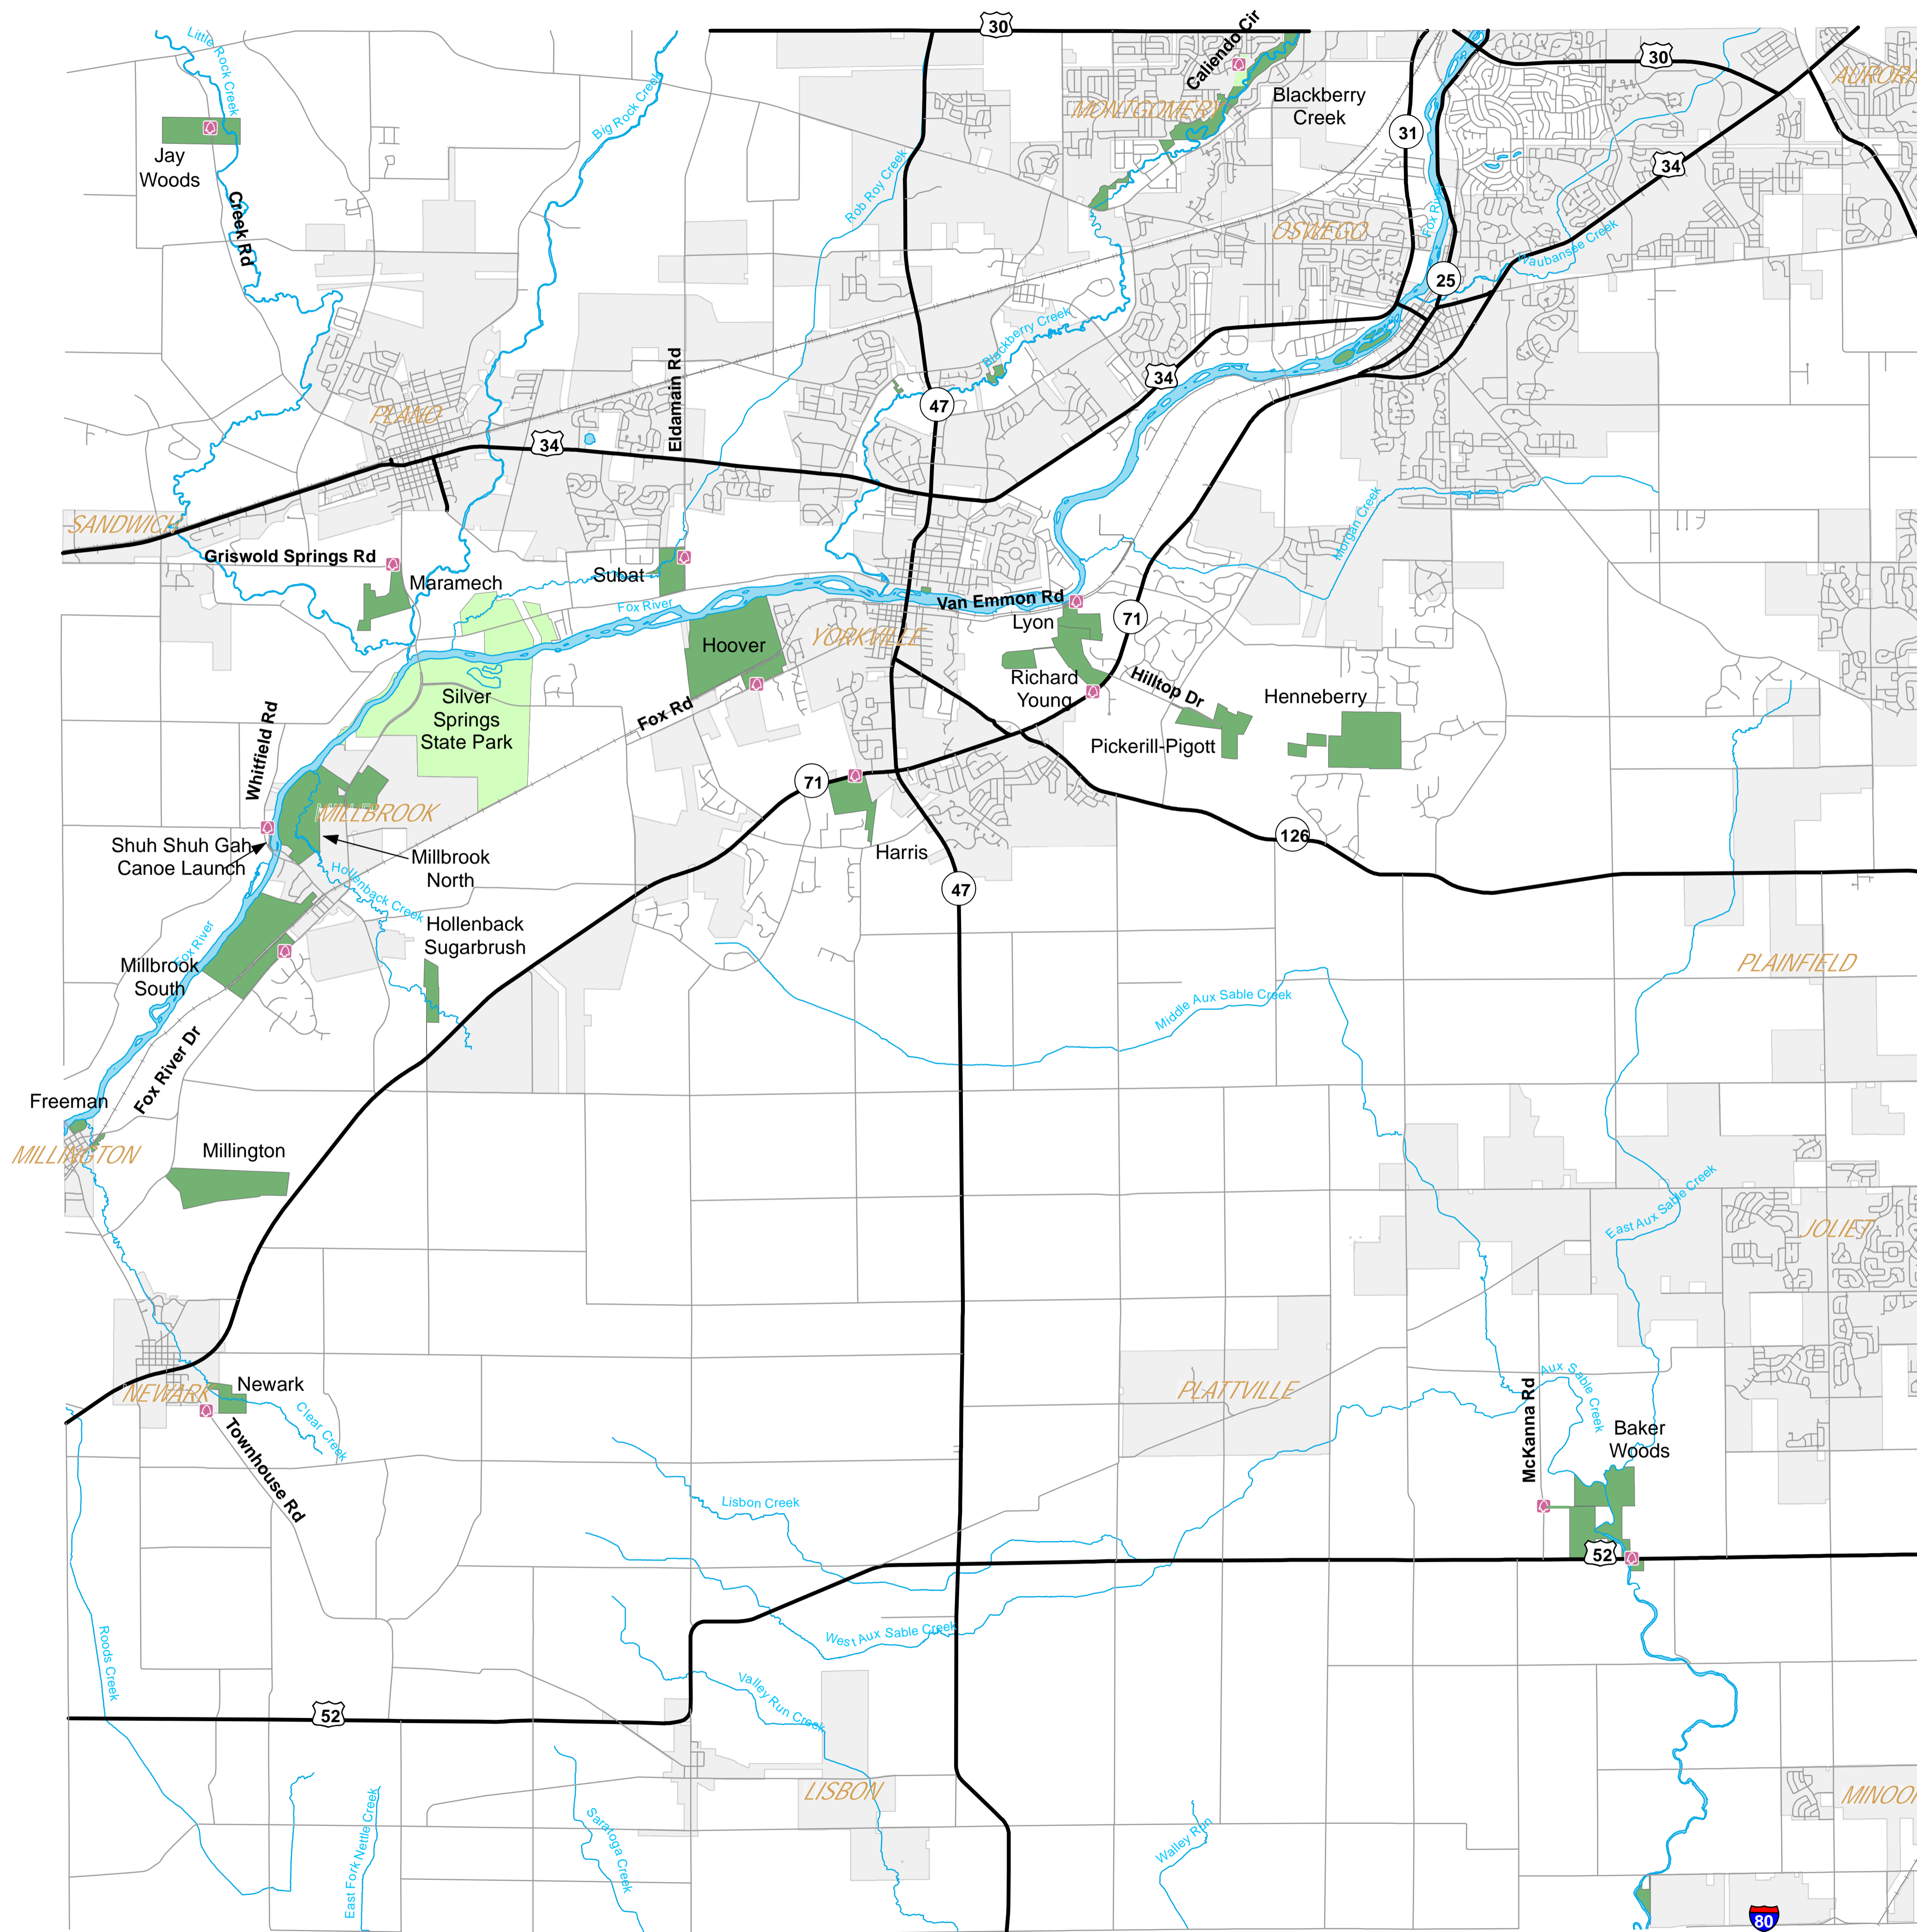 30
Caliendo Cir
Little Rock Creek
30
AURORA
MONTGOMERY
Blackberry
Creek
Big Rock Creek
31
Jay
Woods
34
Rob Roy Creek
Creek Rd
Fox River
OSWEGO
Waubansee Creek
25
Blackberry Creek
Eldamain Rd
34
47
PLANO
34
SANDWICH
Morgan Creek
Griswold Springs Rd
Maramech
Subat
Fox River
Van Emmon Rd
Lyon
71
YORKVILLE
Hoover
Richard
Young
Hilltop Dr
Henneberry
Silver
Springs
State Park
Fox Rd
Whitfield Rd
Pickerill-Pigott
71
MILLBROOK
126
Shuh Shuh Gah
Canoe Launch
Millbrook
North
Harris
Hollenback Creek
47
Hollenback
Sugarbrush
Fox River
Millbrook
South
PLAINFIELD
Middle Aux Sable Creek
Fox River Dr
Freeman
MILLINGTON
Millington
East Aux Sable Creek
JOLIET
NEWARK
Newark
Clear Creek
Townhouse Rd
PLATTVILLE
Aux Sable Creek
McKanna Rd
Baker
Woods
Lisbon Creek
52
West Aux Sable Creek
Roods Creek
Valley Run Creek
52
LISBON
MINOO
Saratoga Creek
East Fork Nettle Creek
Walley Run
80